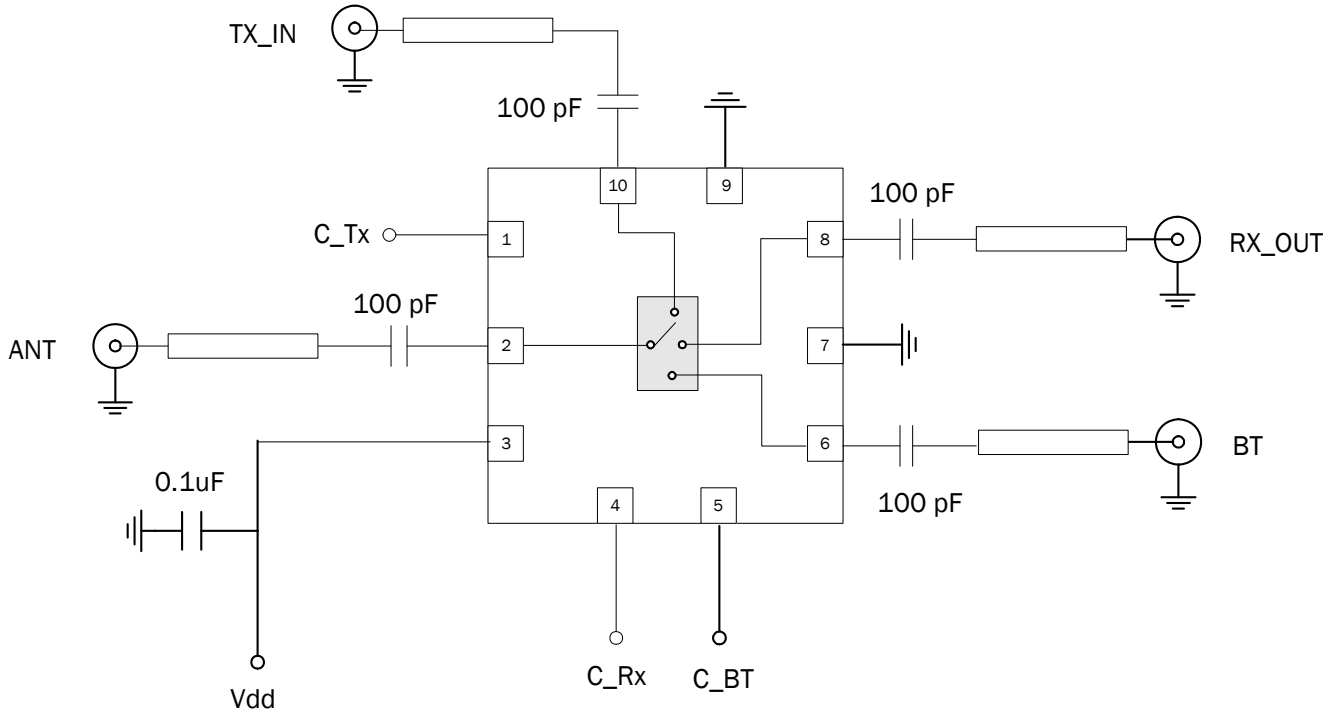 TX_IN
100 pF
10
9
100 pF
C_Tx
1
8
RX_OUT
100 pF
ANT
2
7
3
6
BT
0.1uF
4
5
100 pF
C_Rx
C_BT
Vdd